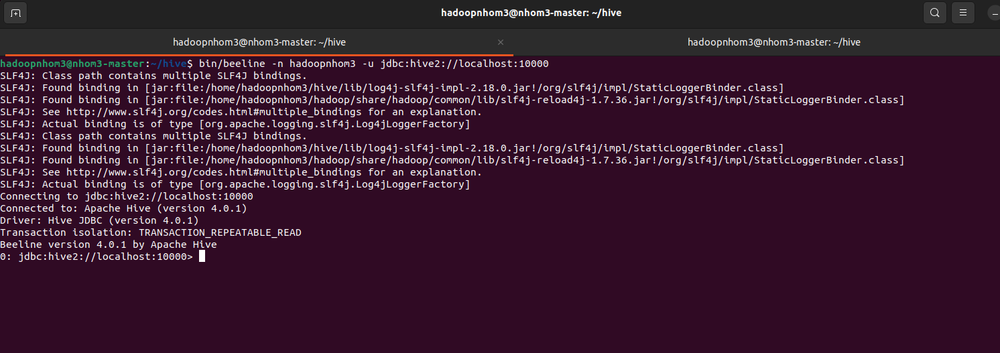 hadoopnhom3@nhom3-master: ~/hive
hadoopnhom3@nhom3-master: ~/hive
hadoopnhom3@nhom3-master: ~/hive
hadoopnhom3@nhom3-master:~/hive$ bin/beeline -n hadoopnhom3 -u jdbc:hive2://localhost:10000
SLF4J: Class path contains multiple SLF4J bindings.
SLF4J: Found binding in [jar:file:/home/hadoopnhom3/hive/lib/log4j-slf4j-impl-2.18.0.jar!/org/slf4j/impl/StaticLoggerBinder.class]
SLF4J: Found binding in [jar:file:/home/hadoopnhom3/hadoop/share/hadoop/common/lib/slf4j-reload4j-1.7.36.jar!/org/slf4j/impl/StaticLoggerBinder.class]
SLF4J: See http://www.slf4j.org/codes.html#multiple_bindings for an explanation.
SLF4J: Actual binding is of type [org.apache.logging.slf4j.Log4jLoggerFactory]
SLF4J: Class path contains multiple SLF4J bindings.
SLF4J: Found binding in [jar:file:/home/hadoopnhom3/hive/lib/log4j-slf4j-impl-2.18.0.jar!/org/slf4j/impl/StaticLoggerBinder.class]
SLF4J: Found binding in [jar:file:/home/hadoopnhom3/hadoop/share/hadoop/common/lib/slf4j-reload4j-1.7.36.jar!/org/slf4j/impl/StaticLoggerBinder.class]
SLF4J: See http://www.slf4j.org/codes.html#multiple_bindings for an explanation.
SLF4J: Actual binding is of type [org.apache.logging.slf4j.Log4jLoggerFactory]
Connecting to jdbc:hive2://localhost:10000
Connected to: Apache Hive (version 4.0.1)
Driver: Hive JDBC (version 4.0.1)
Transaction isolation: TRANSACTION_REPEATABLE_READ
Beeline version 4.0.1 by Apache Hive
0: jdbc:hive2://localhost:10000>